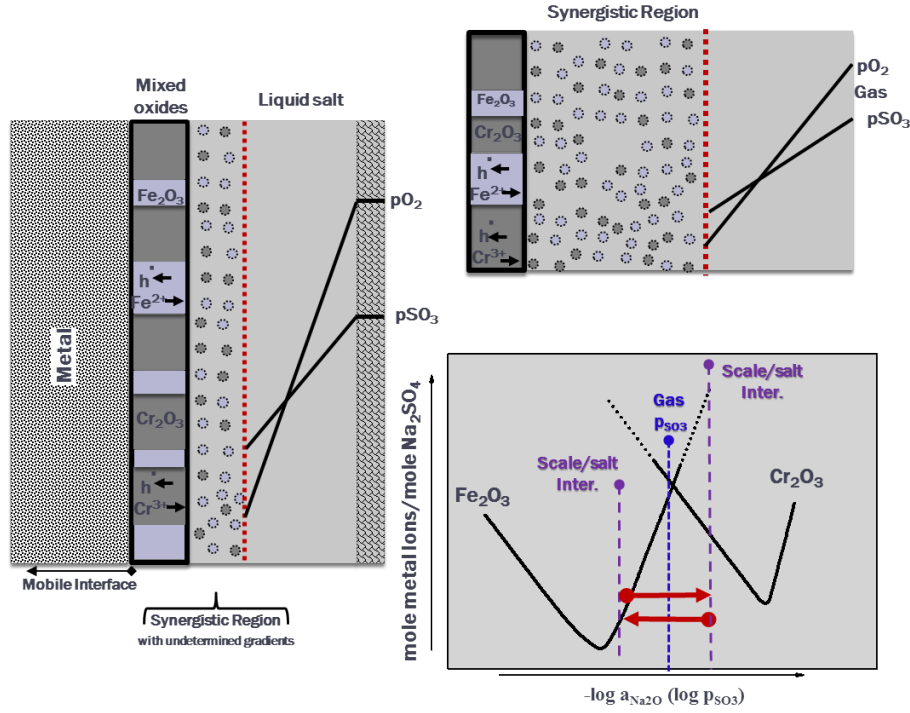 Mixed
oxides
Liquid salt
Metal
Fe₂O₃
h•
Fe²⁺
Cr₂O₃
h•
Cr³⁺
pO₂
pSO₃
Mobile Interface
Synergistic Region
with undetermined gradients
Synergistic Region
Fe₂O₃
Cr₂O₃
h•
Fe²⁺
h•
Cr³⁺
pO₂
Gas
pSO₃
mole metal Ions/mole Na₂SO₄
Scale/salt
Inter.
Gas
pSO3
Scale/salt
Inter.
Fe₂O₃
Cr₂O₃
-log aNa2O (log pSO3)